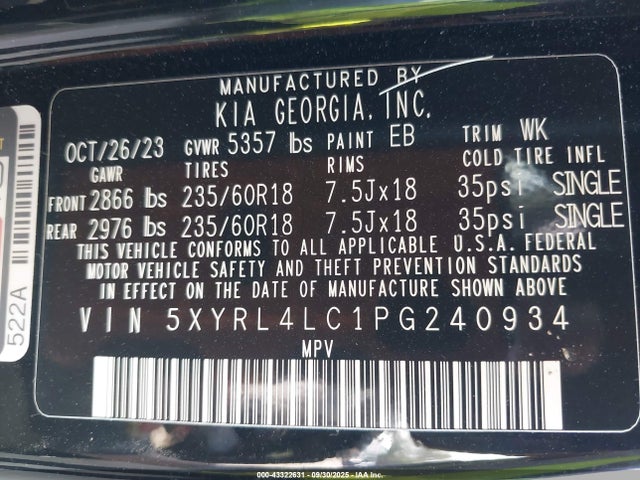 MANUFACTURED BY
KIA GEORGIA, INC.
OCT/26/23 GVWR 5357 lbs PAINT EB TRIM WK
GAWR TIRES RIMS COLD TIRE INFL
FRONT 2866 lbs 235/60R18 7.5Jx18 35psi SINGLE
REAR 2976 lbs 235/60R18 7.5Jx18 35psi SINGLE
THIS VEHICLE CONFORMS TO ALL APPLICABLE U.S.A. FEDERAL
MOTOR VEHICLE SAFETY AND THEFT PREVENTION STANDARDS
IN EFFECT ON THE DATE OF MANUFACTURE SHOWN ABOVE
VIN 5XYRL4LC1PG240934
MPV
522A
000-43322631 - 09/30/2025 - IAA Inc.